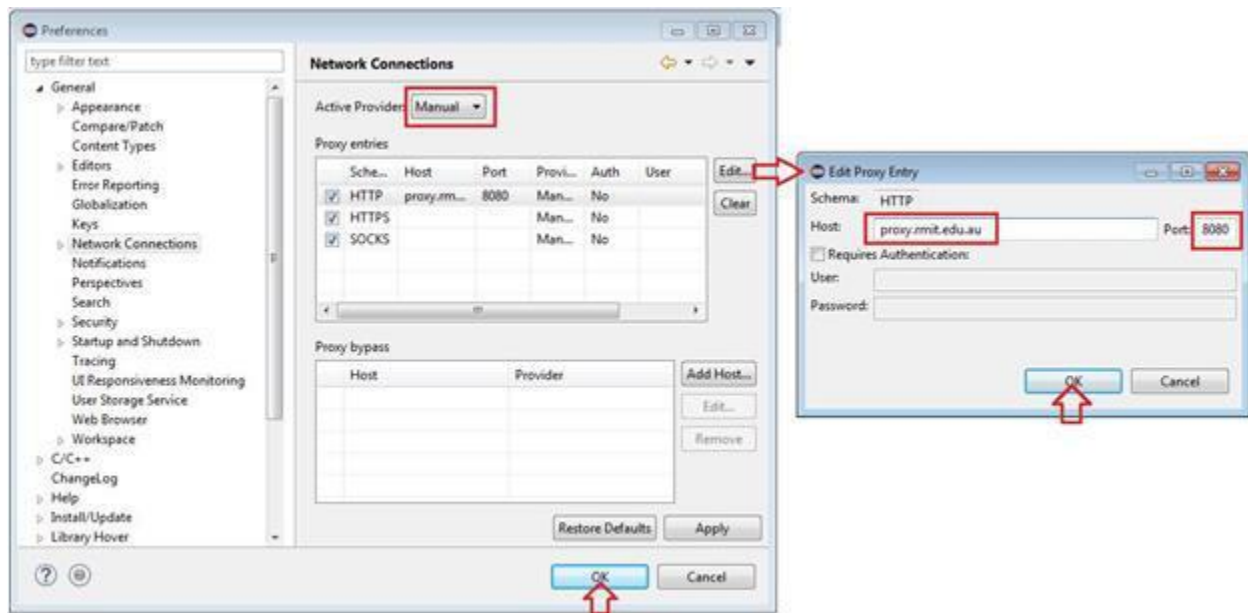 Preferences
type filter text
General
Appearance
Compare/Patch
Content Types
Editors
Error Reporting
Globalization
Keys
Network Connections
Notifications
Perspectives
Search
Security
Startup and Shutdown
Tracing
UI Responsiveness Monitoring
User Storage Service
Web Browser
Workspace
C/C++
ChangeLog
Help
Install/Update
Library Hover
Network Connections
Active Provider: Manual
Proxy entries
Sche... Host Port Provi... Auth User
HTTP proxy.rm... 8080 Man... No
HTTPS Man... No
SOCKS Man... No
Edit...
Clear
Proxy bypass
Host Provider
Add Host...
Edit...
Remove
Restore Defaults Apply
OK Cancel
Edit Proxy Entry
Schema: HTTP
Host: proxy.rmit.edu.au Port: 8080
Requires Authentication:
User:
Password:
OK Cancel